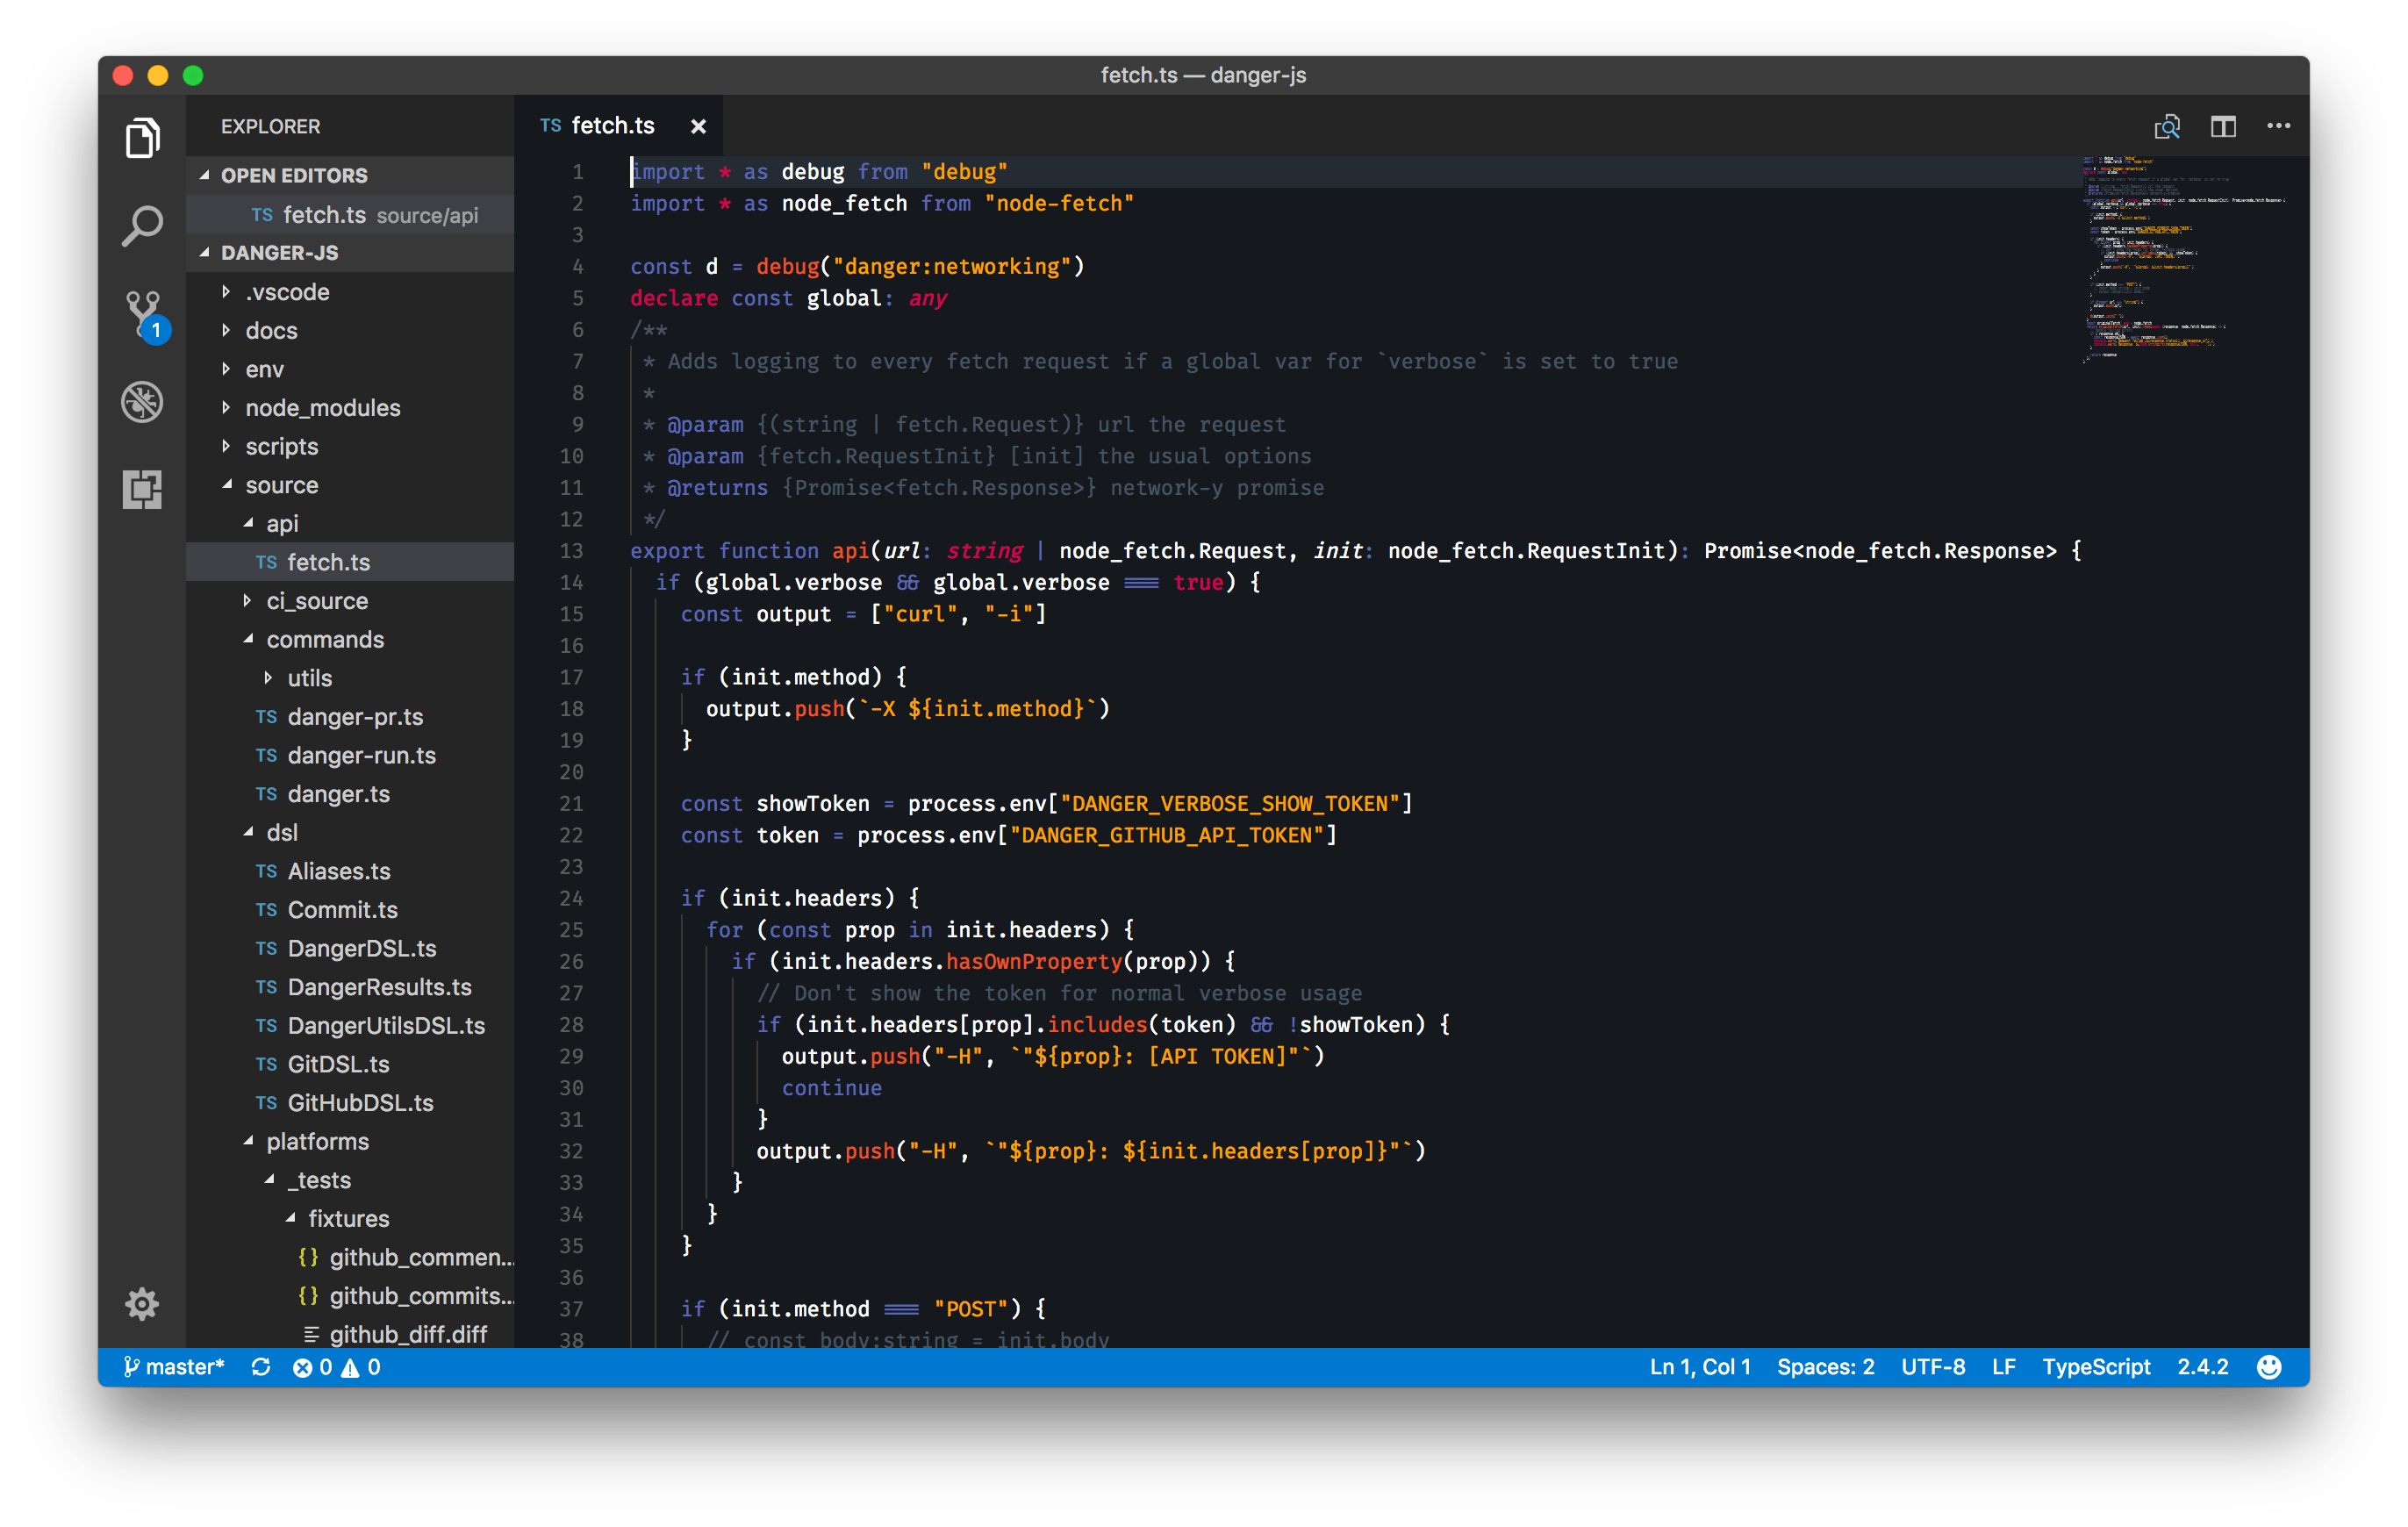 fetch.ts — danger-js
EXPLORER
OPEN EDITORS
TS fetch.ts source/api
DANGER-JS
.vscode
docs
env
node_modules
scripts
source
api
TS fetch.ts
ci_source
commands
utils
TS danger-pr.ts
TS danger-run.ts
TS danger.ts
dsl
TS Aliases.ts
TS Commit.ts
TS DangerDSL.ts
TS DangerResults.ts
TS DangerUtilsDSL.ts
TS GitDSL.ts
TS GitHubDSL.ts
platforms
_tests
fixtures
{} github_commen...
{} github_commits...
github_diff.diff
1
TS fetch.ts ×
1 import * as debug from "debug"
2 import * as node_fetch from "node-fetch"
3
4 const d = debug("danger:networking")
5 declare const global: any
6 /**
7 * Adds logging to every fetch request if a global var for `verbose` is set to true
8 *
9 * @param {(string | fetch.Request)} url the request
10 * @param {fetch.RequestInit} [init] the usual options
11 * @returns {Promise<fetch.Response>} network-y promise
12 */
13 export function api(url: string | node_fetch.Request, init: node_fetch.RequestInit): Promise<node_fetch.Response> {
14 if (global.verbose && global.verbose === true) {
15 const output = ["curl", "-i"]
16
17 if (init.method) {
18 output.push(`-X ${init.method}`)
19 }
20
21 const showToken = process.env["DANGER_VERBOSE_SHOW_TOKEN"]
22 const token = process.env["DANGER_GITHUB_API_TOKEN"]
23
24 if (init.headers) {
25 for (const prop in init.headers) {
26 if (init.headers.hasOwnProperty(prop)) {
27 // Don't show the token for normal verbose usage
28 if (init.headers[prop].includes(token) && !showToken) {
29 output.push("-H", `"${prop}: [API TOKEN]"`)
30 continue
31 }
32 output.push("-H", `"${prop}: ${init.headers[prop]}"`)
33 }
34 }
35 }
36
37 if (init.method === "POST") {
38 // const body:string = init.body
master* 0 0
Ln 1, Col 1 Spaces: 2 UTF-8 LF TypeScript 2.4.2